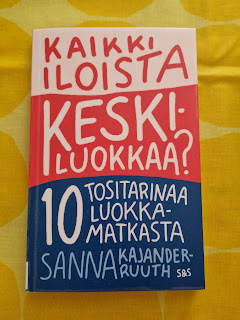 KAIKKI
ILOISTA
KESKI-
LUOKKAA?
10 TOSITARINAA
LUOKKA-
MATKASTA
SANNA KAJANDER-
RUUTH S&S